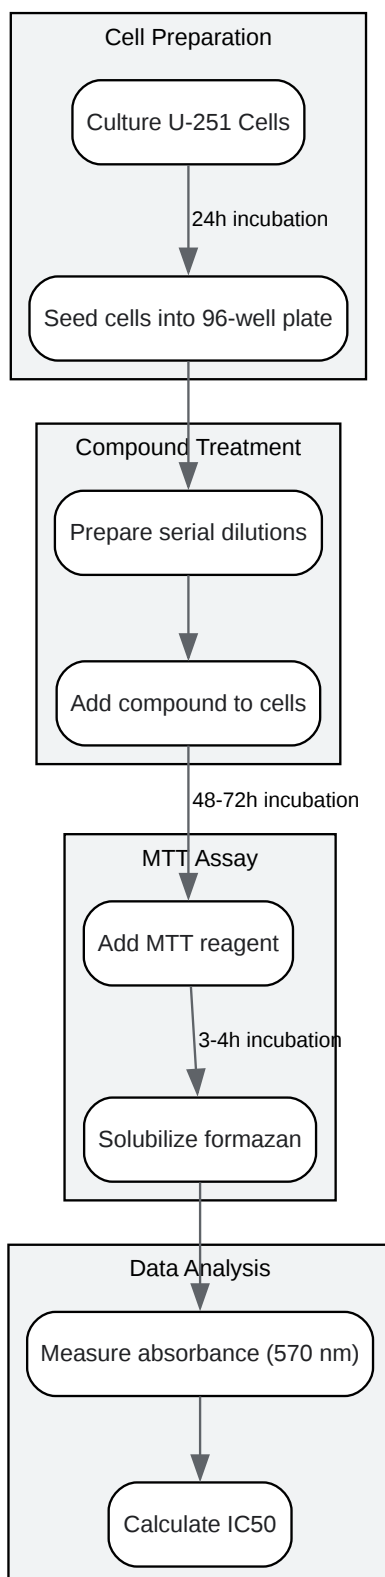 Cell Preparation
Culture U-251 Cells
24h incubation
Seed cells into 96-well plate
Compound Treatment
Prepare serial dilutions
Add compound to cells
48-72h incubation
MTT Assay
Add MTT reagent
3-4h incubation
Solubilize formazan
Data Analysis
Measure absorbance (570 nm)
Calculate IC50